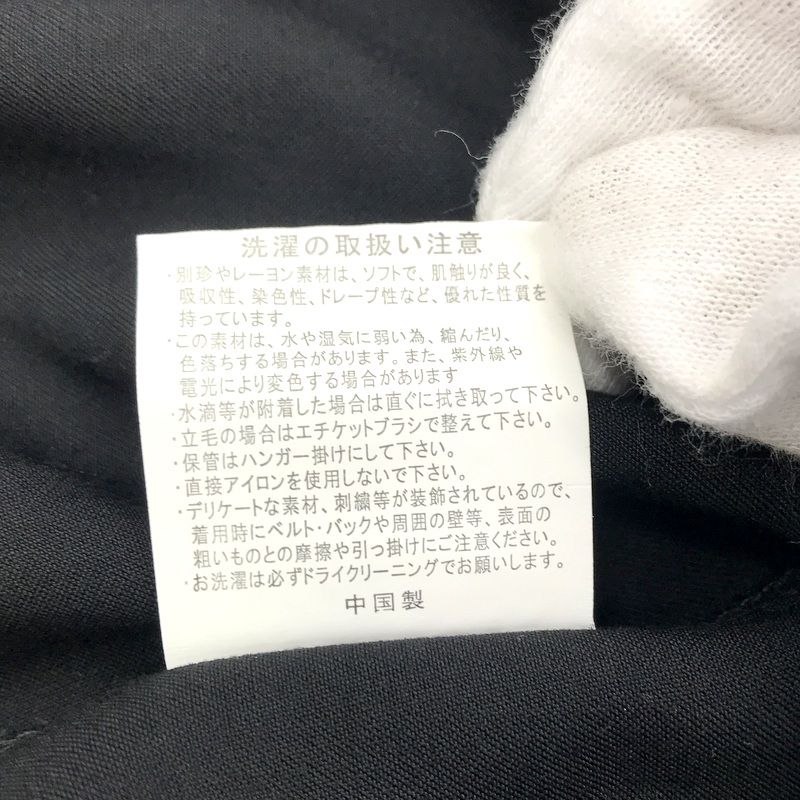 洗濯の取扱い注意
・別珍やレーヨン素材は、ソフトで、肌触りが良く、
吸収性、染色性、ドレープ性など、優れた性質を
持っています。
・この素材は、水や湿気に弱い為、縮んだり、
色落ちする場合があります。また、紫外線や
電光により変色する場合があります
・水滴等が附着した場合は直ぐに拭き取って下さい。
・立毛の場合はエチケットブラシで整えて下さい。
・保管はハンガー掛けにして下さい。
・直接アイロンを使用しないで下さい。
・デリケートな素材、刺繍等が装飾されているので、
着用時にベルト・バックや周囲の壁等、表面の
粗いものとの摩擦や引っ掛けにご注意ください。
・お洗濯は必ずドライクリーニングでお願いします。
中国製